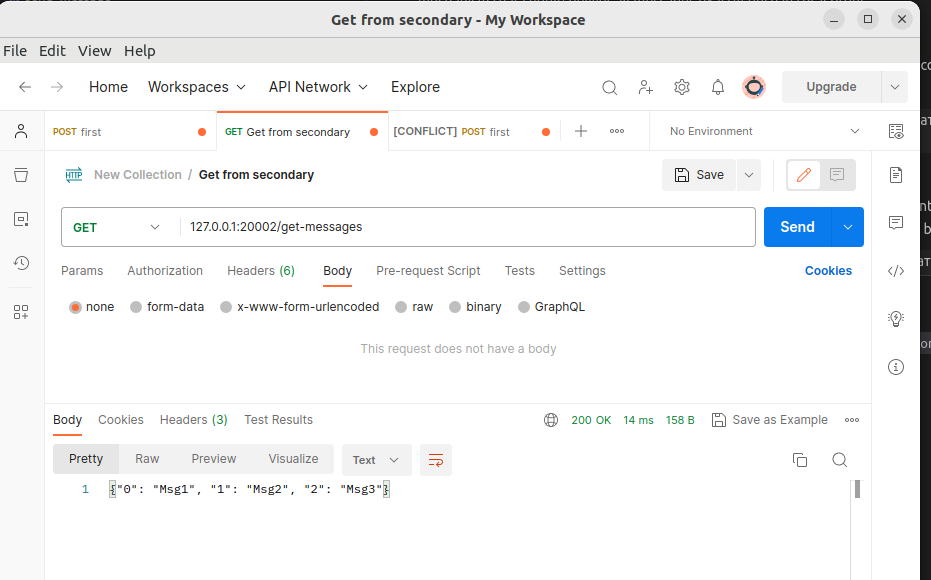 Get from secondary - My Workspace
File Edit View Help
Home Workspaces API Network Explore Upgrade
POST first GET Get from secondary [CONFLICT] POST first No Environment
HTTP New Collection / Get from secondary Save
GET 127.0.0.1:20002/get-messages Send
Params Authorization Headers (6) Body Pre-request Script Tests Settings Cookies
none form-data x-www-form-urlencoded raw binary GraphQL
This request does not have a body
Body Cookies Headers (3) Test Results 200 OK 14 ms 158 B Save as Example
Pretty Raw Preview Visualize Text
1 {"0": "Msg1", "1": "Msg2", "2": "Msg3"}